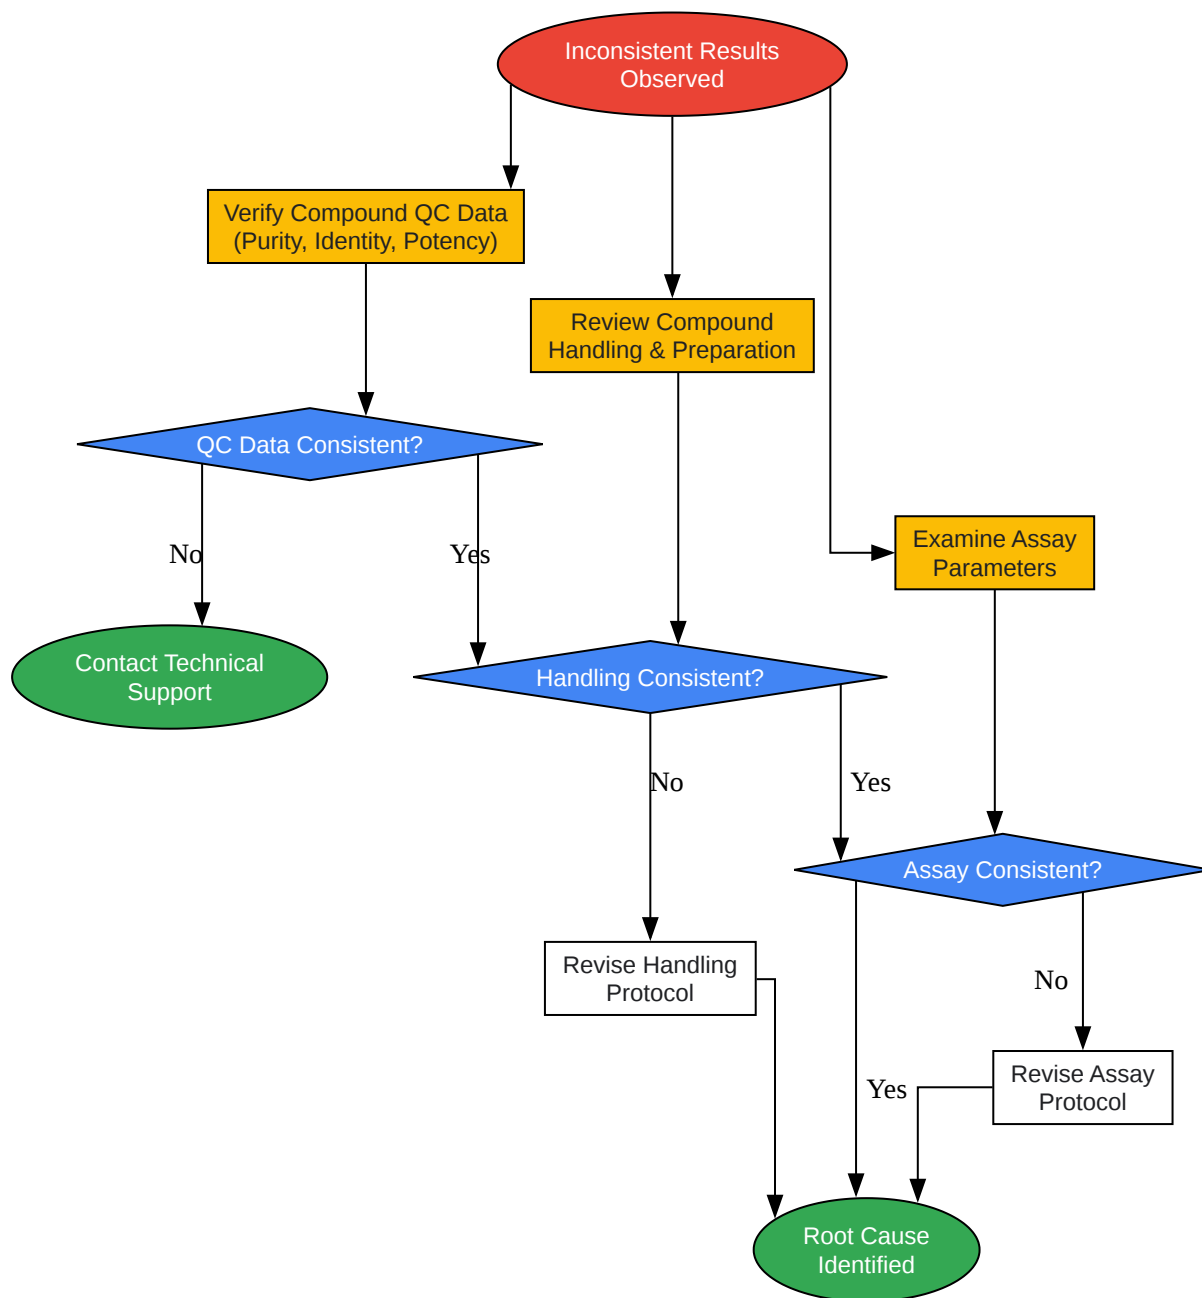 Inconsistent Results
Observed
Verify Compound QC Data
(Purity, Identity, Potency)
Review Compound
Handling & Preparation
QC Data Consistent?
Examine Assay
Parameters
No
Yes
Contact Technical
Support
Handling Consistent?
No
Yes
Assay Consistent?
Revise Handling
Protocol
No
Revise Assay
Protocol
Yes
Root Cause
Identified